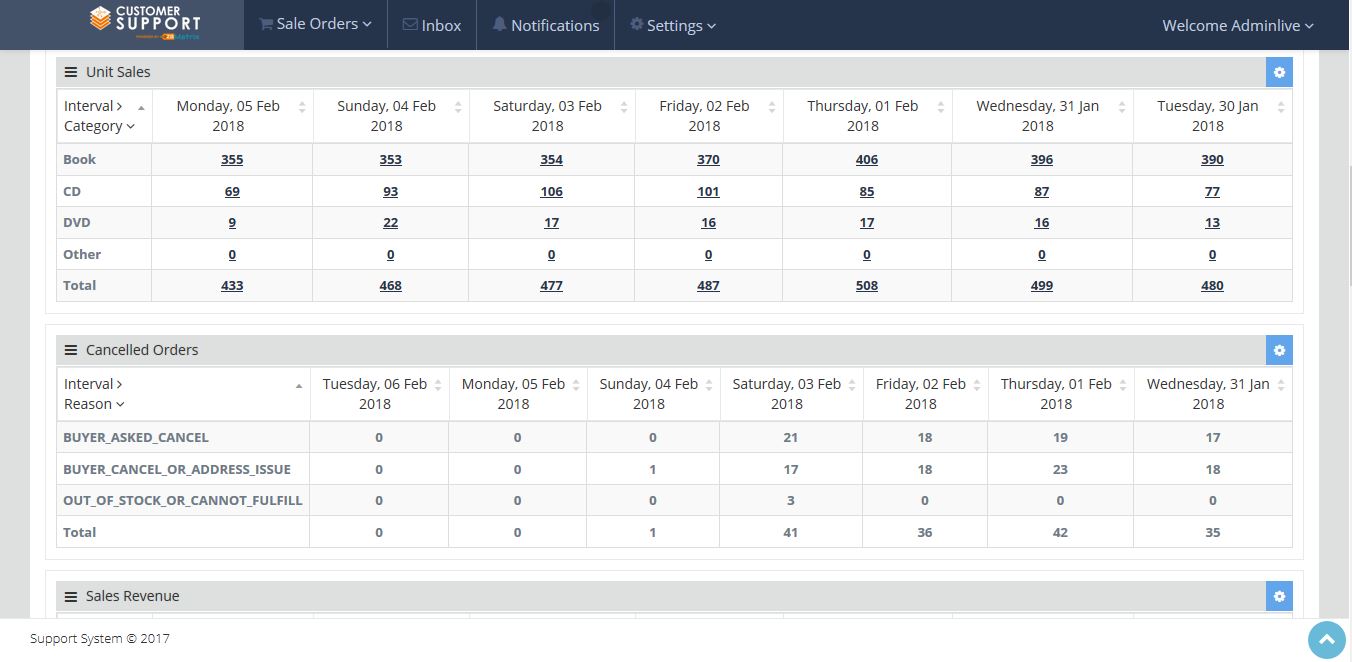 CUSTOMER
SUPPORT
Sale Orders
Inbox
Notifications
Settings
Welcome Adminlive
Unit Sales
Interval Monday, 05 Feb Sunday, 04 Feb Saturday, 03 Feb Friday, 02 Feb Thursday, 01 Feb Wednesday, 31 Jan Tuesday, 30 Jan
Category 2018 2018 2018 2018 2018 2018 2018
Book 355 353 354 370 406 396 390
CD 69 93 106 101 85 87 77
DVD 9 22 17 16 17 16 13
Other 0 0 0 0 0 0 0
Total 433 468 477 487 508 499 480
Cancelled Orders
Interval Tuesday, 06 Feb Monday, 05 Feb Sunday, 04 Feb Saturday, 03 Feb Friday, 02 Feb Thursday, 01 Feb Wednesday, 31 Jan
Reason 2018 2018 2018 2018 2018 2018 2018
BUYER_ASKED_CANCEL 0 0 0 21 18 19 17
BUYER_CANCEL_OR_ADDRESS_ISSUE 0 0 1 17 18 23 18
OUT_OF_STOCK_OR_CANNOT_FULFILL 0 0 0 3 0 0 0
Total 0 0 1 41 36 42 35
Sales Revenue
Support System © 2017